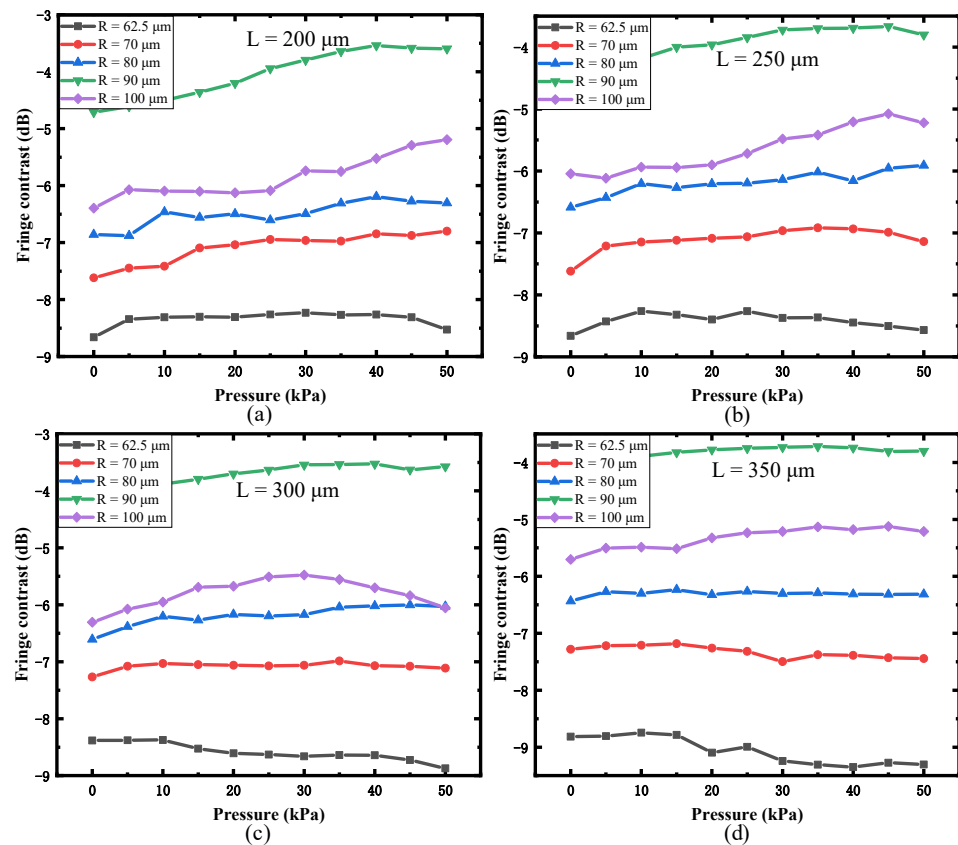 R = 62.5 μm
R = 70 μm
R = 80 μm
R = 90 μm
R = 100 μm
L = 200 μm
Fringe contrast (dB)
-3
-4
-5
-6
-7
-8
-9
0 10 20 30 40 50
Pressure (kPa)
(a)
R = 62.5 μm
R = 70 μm
R = 80 μm
R = 90 μm
R = 100 μm
L = 250 μm
Fringe contrast (dB)
-4
-5
-6
-7
-8
-9
0 10 20 30 40 50
Pressure (kPa)
(b)
R = 62.5 μm
R = 70 μm
R = 80 μm
R = 90 μm
R = 100 μm
L = 300 μm
Fringe contrast (dB)
-3
-4
-5
-6
-7
-8
-9
0 10 20 30 40 50
Pressure (kPa)
(c)
R = 62.5 μm
R = 70 μm
R = 80 μm
R = 90 μm
R = 100 μm
L = 350 μm
Fringe contrast (dB)
-4
-5
-6
-7
-8
-9
0 10 20 30 40 50
Pressure (kPa)
(d)